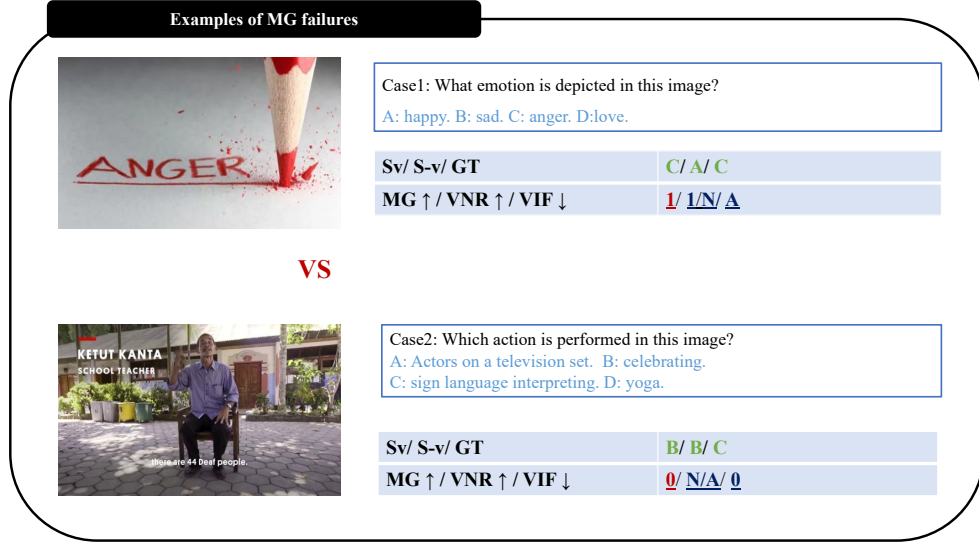 Examples of MG failures
ANGER
Case1: What emotion is depicted in this image?
A: happy. B: sad. C: anger. D:love.
Sv/ S-v/ GT C/ A/ C
MG ↑ / VNR ↑ / VIF ↓ 1/ 1/N/ A
VS
KETUT KANTA
SCHOOL TEACHER
there are 44 Deaf people.
Case2: Which action is performed in this image?
A: Actors on a television set. B: celebrating.
C: sign language interpreting. D: yoga.
Sv/ S-v/ GT B/ B/ C
MG ↑ / VNR ↑ / VIF ↓ 0/ N/A/ 0